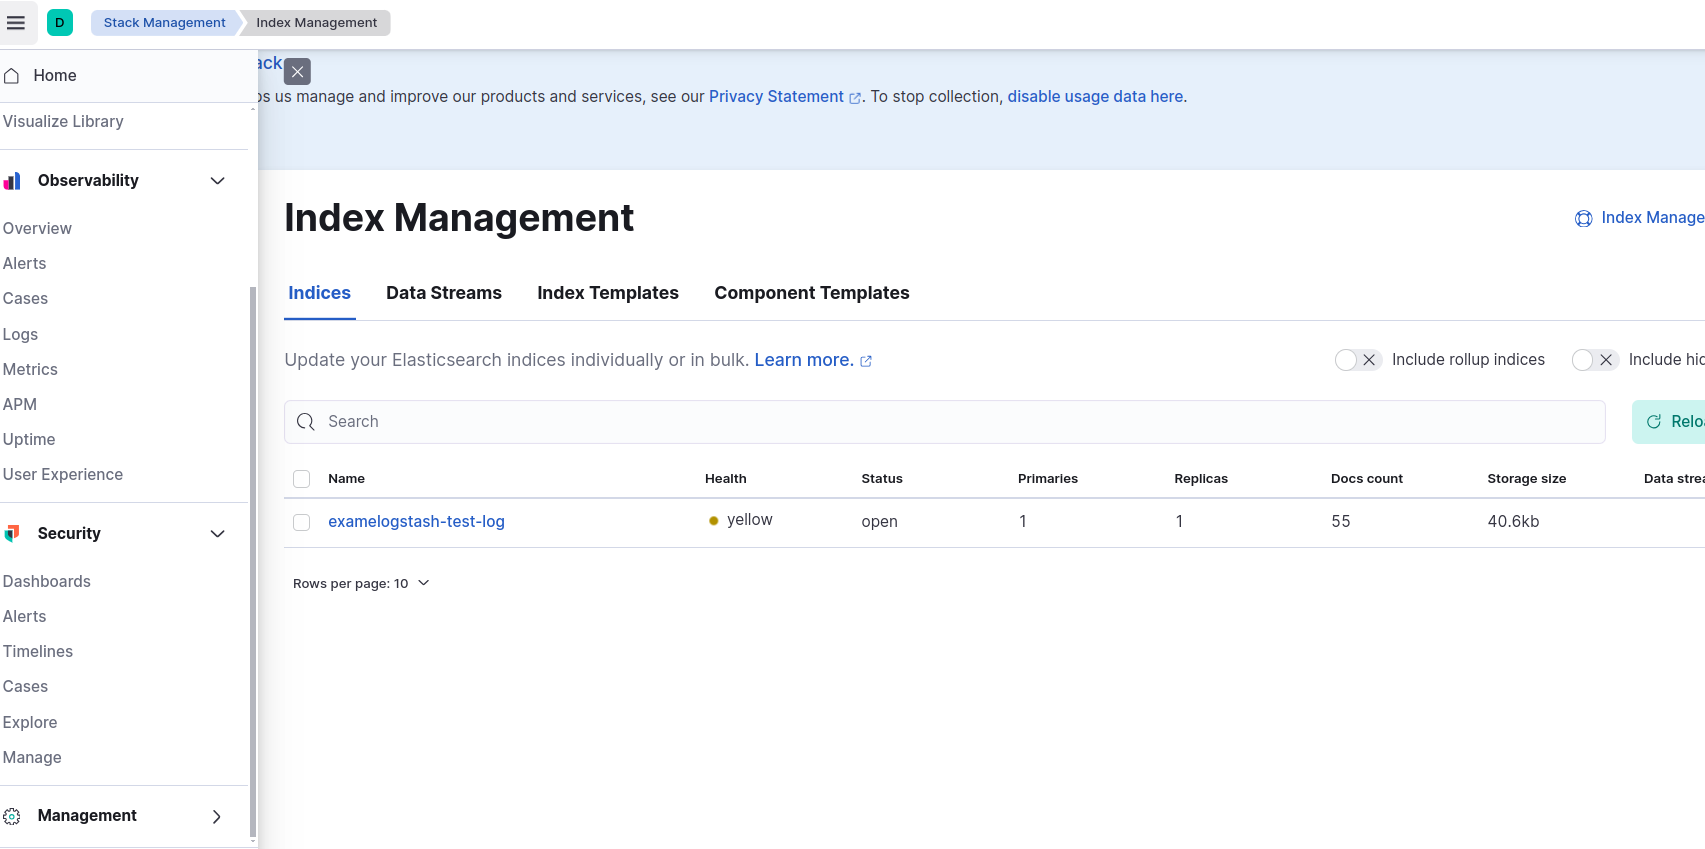 D
Stack Management
Index Management
Home
Visualize Library
Observability
Overview
Alerts
Cases
Logs
Metrics
APM
Uptime
User Experience
Security
Dashboards
Alerts
Timelines
Cases
Explore
Manage
Management
ack
ps us manage and improve our products and services, see our Privacy Statement. To stop collection, disable usage data here.
Index Management
Index Manage
Indices Data Streams Index Templates Component Templates
Update your Elasticsearch indices individually or in bulk. Learn more.
Include rollup indices
Include hid
Search
Relo
Name Health Status Primaries Replicas Docs count Storage size Data strea
examelogstash-test-log yellow open 1 1 55 40.6kb
Rows per page: 10